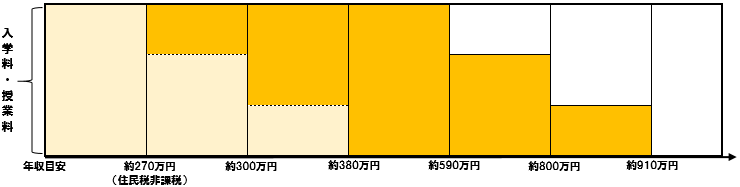 入学料・授業料
年収目安
約270万円
(住民税非課税)
約300万円
約380万円
約590万円
約800万円
約910万円